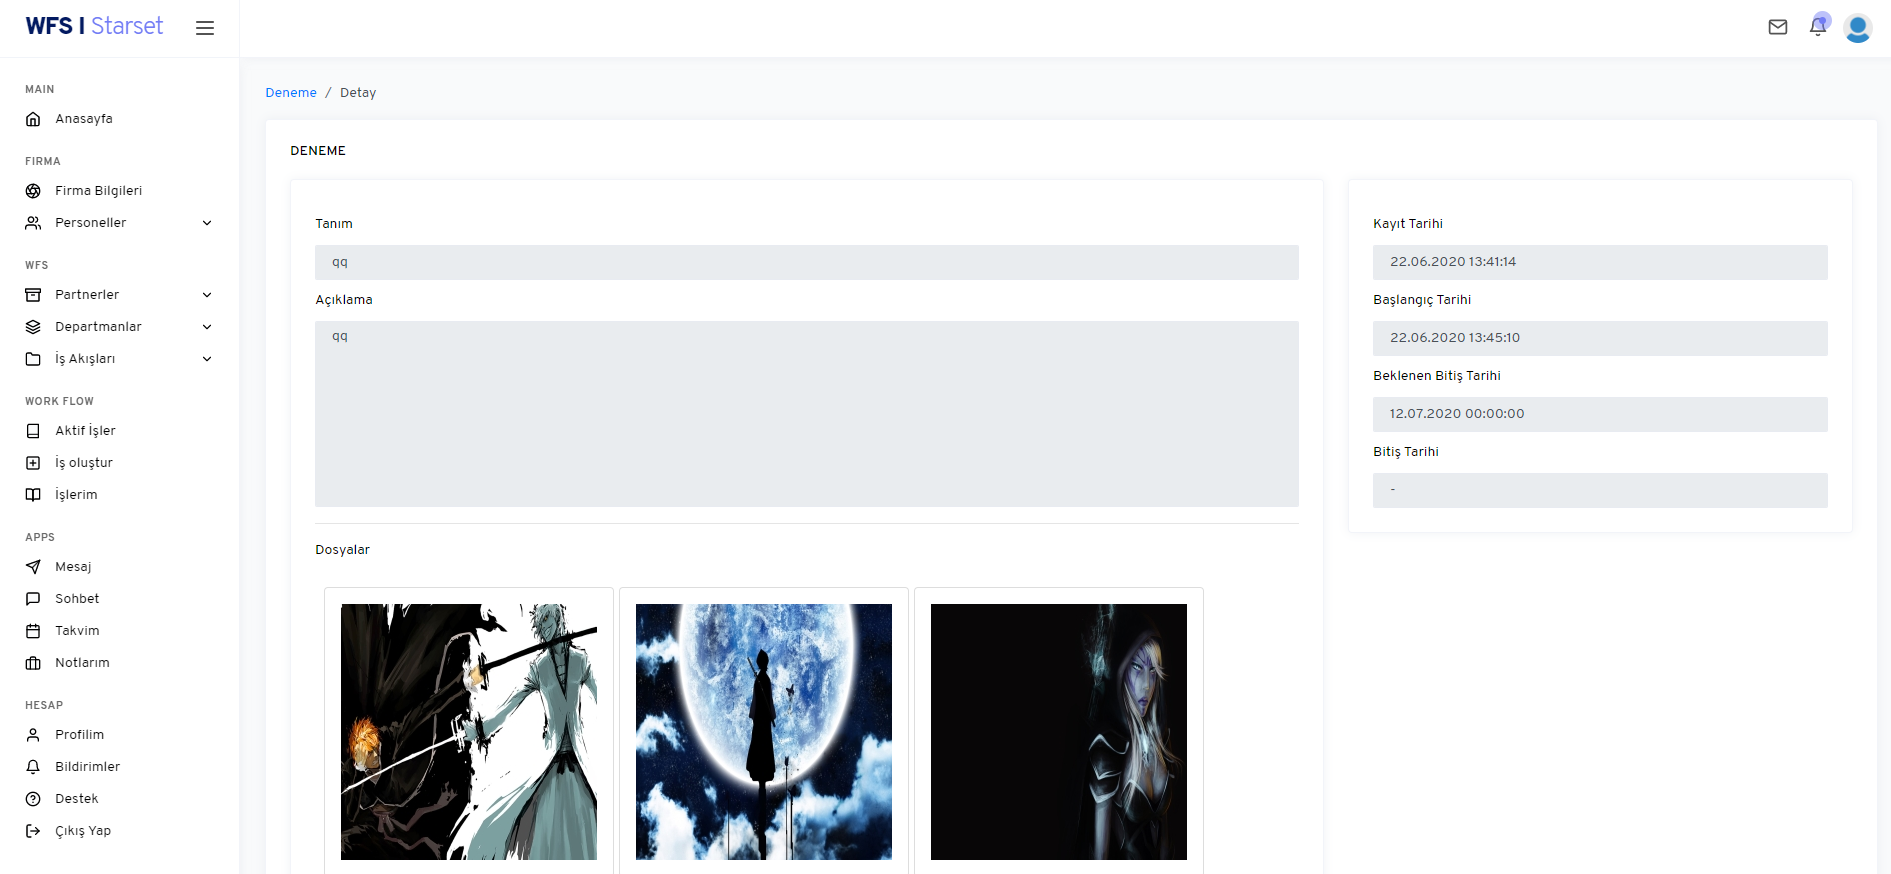 WFS | Starset
MAIN
Anasayfa
FIRMA
Firma Bilgileri
Personeller
WFS
Partnerler
Departmanlar
İş Akışları
WORK FLOW
Aktif İşler
İş oluştur
İşlerim
APPS
Mesaj
Sohbet
Takvim
Notlarım
HESAP
Profilim
Bildirimler
Destek
Çıkış Yap
Deneme / Detay
DENEME
Tanım
qq
Açıklama
qq
Dosyalar
Kayıt Tarihi
22.06.2020 13:41:14
Başlangıç Tarihi
22.06.2020 13:45:10
Beklenen Bitiş Tarihi
12.07.2020 00:00:00
Bitiş Tarihi
-